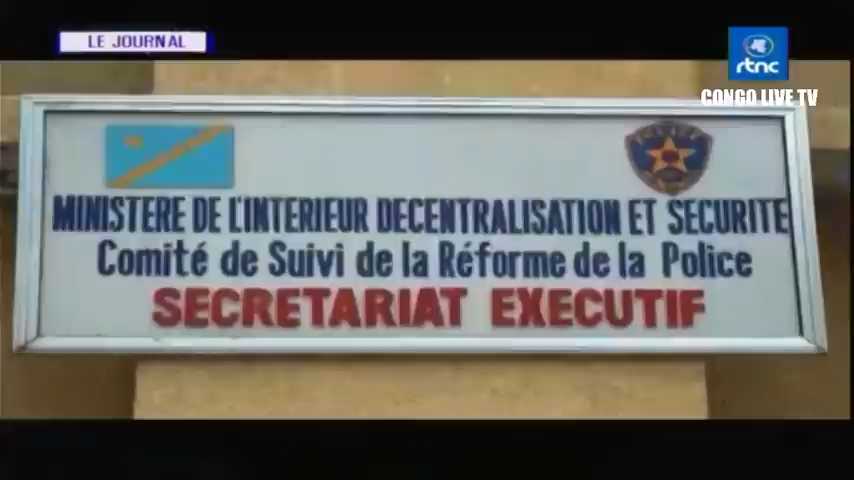 LE JOURNAL
rtnc
CONGO LIVE TV
MINISTERE DE L'INTERIEUR DECENTRALISATION ET SECURITE
Comité de Suivi de la Réforme de la Police
SECRETARIAT EXECUTIF